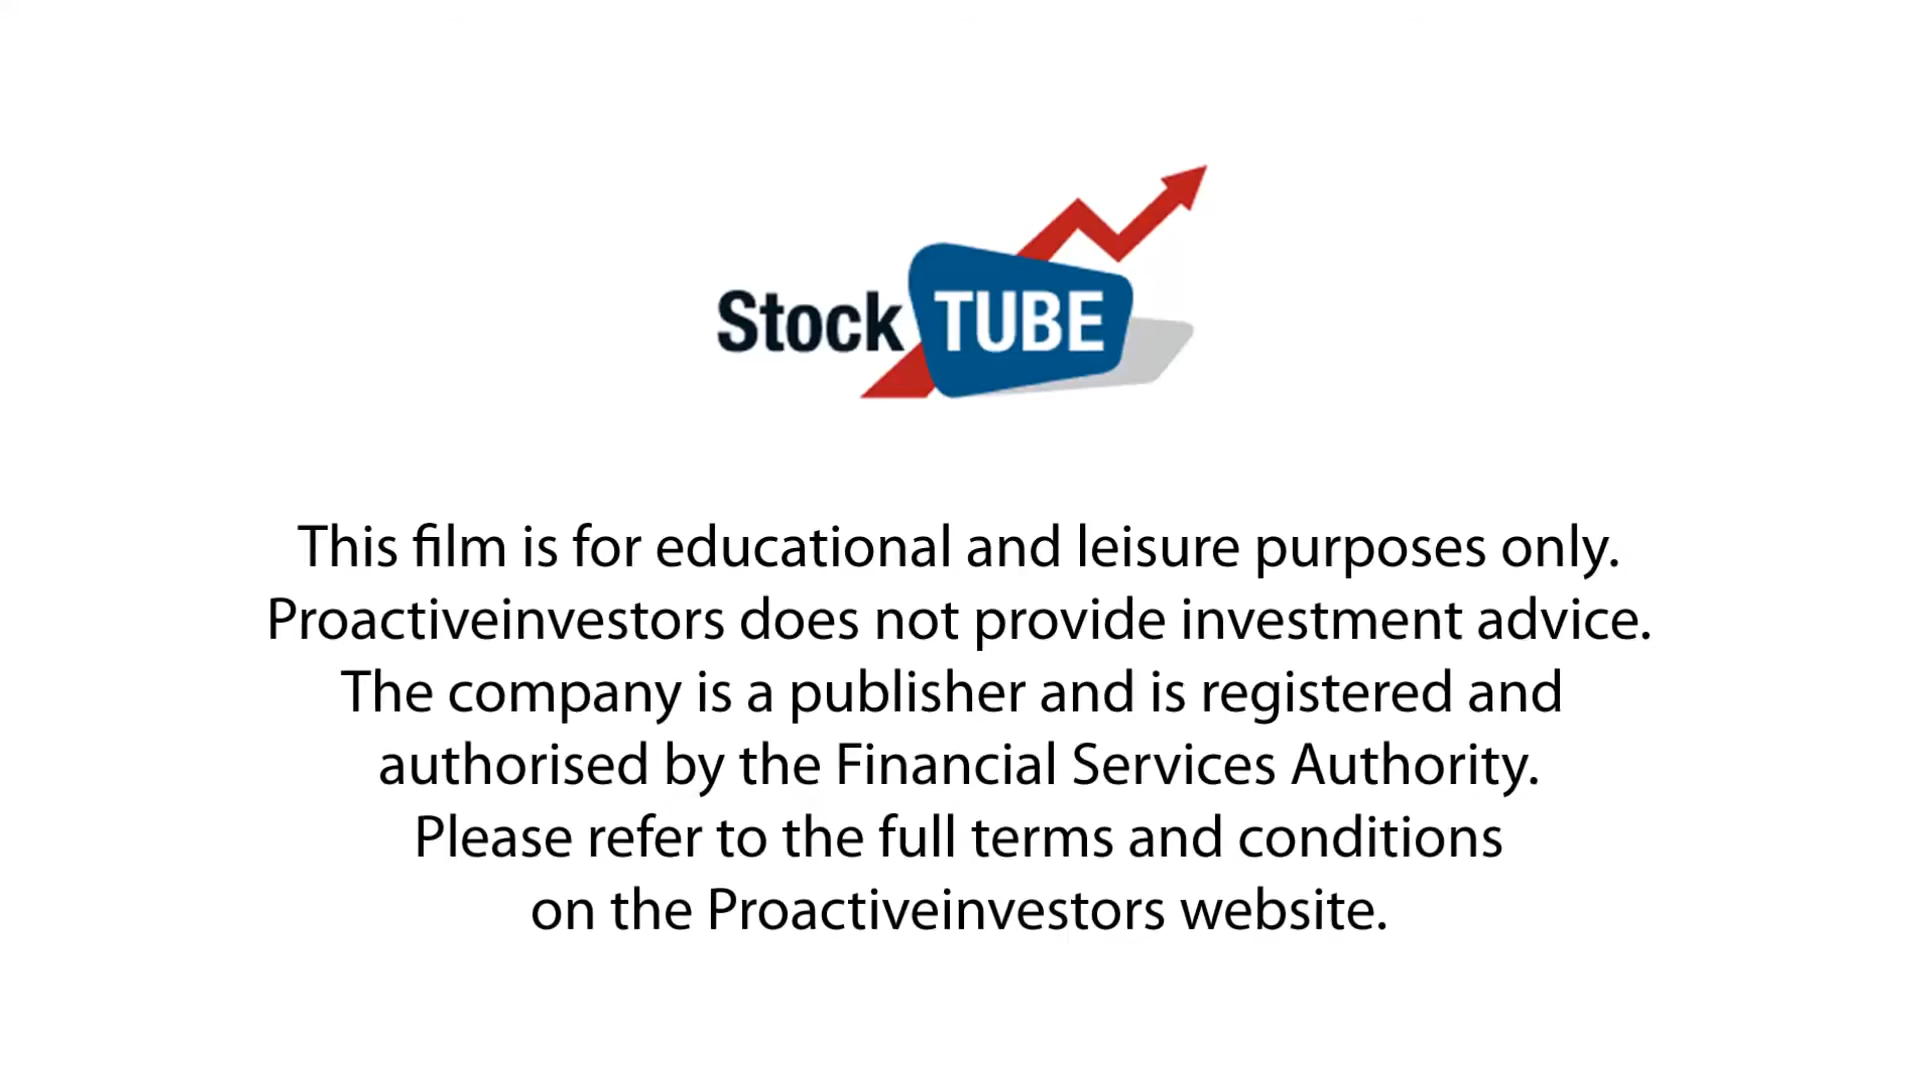 Stock TUBE
This film is for educational and leisure purposes only.
Proactiveinvestors does not provide investment advice.
The company is a publisher and is registered and
authorised by the Financial Services Authority.
Please refer to the full terms and conditions
on the Proactiveinvestors website.